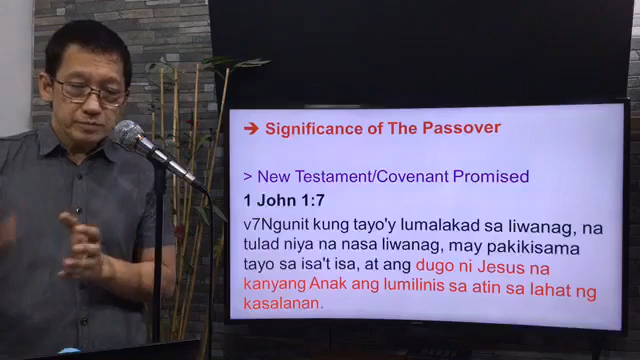 ➔ Significance of The Passover
> New Testament/Covenant Promised
1 John 1:7
v7Ngunit kung tayo'y lumalakad sa liwanag, na
tulad niya na nasa liwanag, may pakikisama
tayo sa isa't isa, at ang dugo ni Jesus na
kanyang Anak ang lumilinis sa atin sa lahat ng
kasalanan.